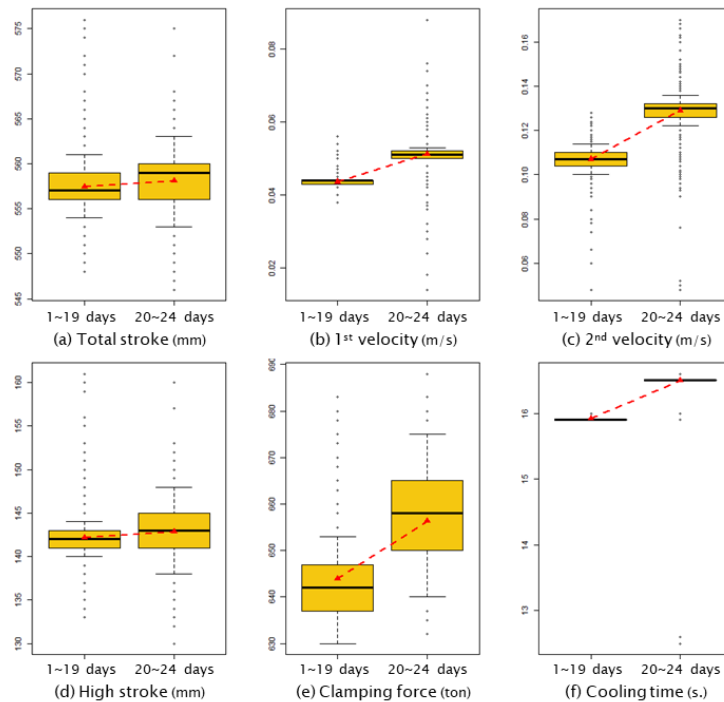 575
570
565
560
555
550
545
1~19 days 20~24 days
(a) Total stroke (mm)
0.08
0.06
0.04
0.02
1~19 days 20~24 days
(b) 1st velocity (m/s)
0.16
0.14
0.12
0.10
0.08
0.06
1~19 days 20~24 days
(c) 2nd velocity (m/s)
160
155
150
145
140
135
130
1~19 days 20~24 days
(d) High stroke (mm)
690
680
670
660
650
640
630
1~19 days 20~24 days
(e) Clamping force (ton)
16
15
14
13
1~19 days 20~24 days
(f) Cooling time (s.)